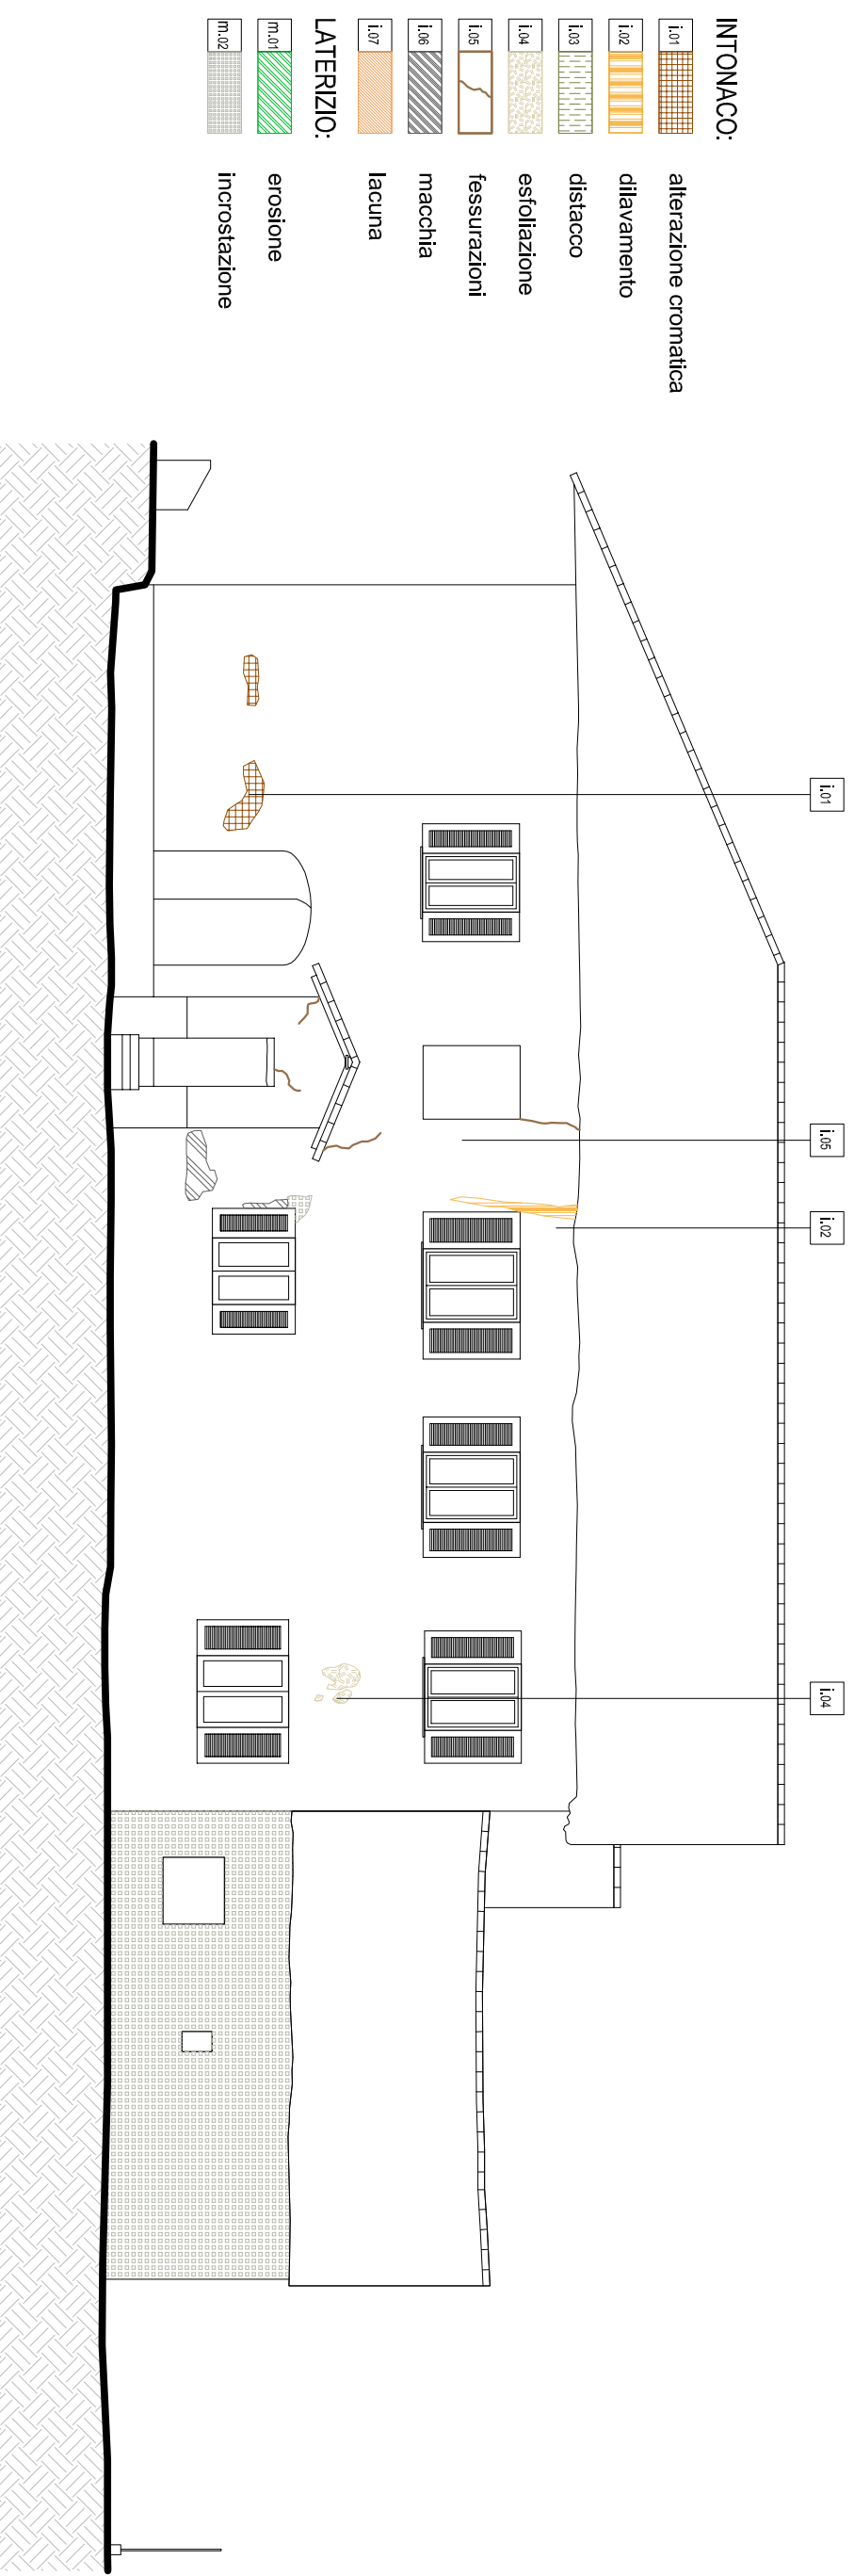 INTONACO:
i.01 alterazione cromatica
i.02 dilavamento
i.03 distacco
i.04 esfoliazione
i.05 fessurazioni
i.06 macchia
i.07 lacuna
LATERIZIO:
m.01 erosione
m.02 incrostazione
i.01
i.05
i.02
i.04